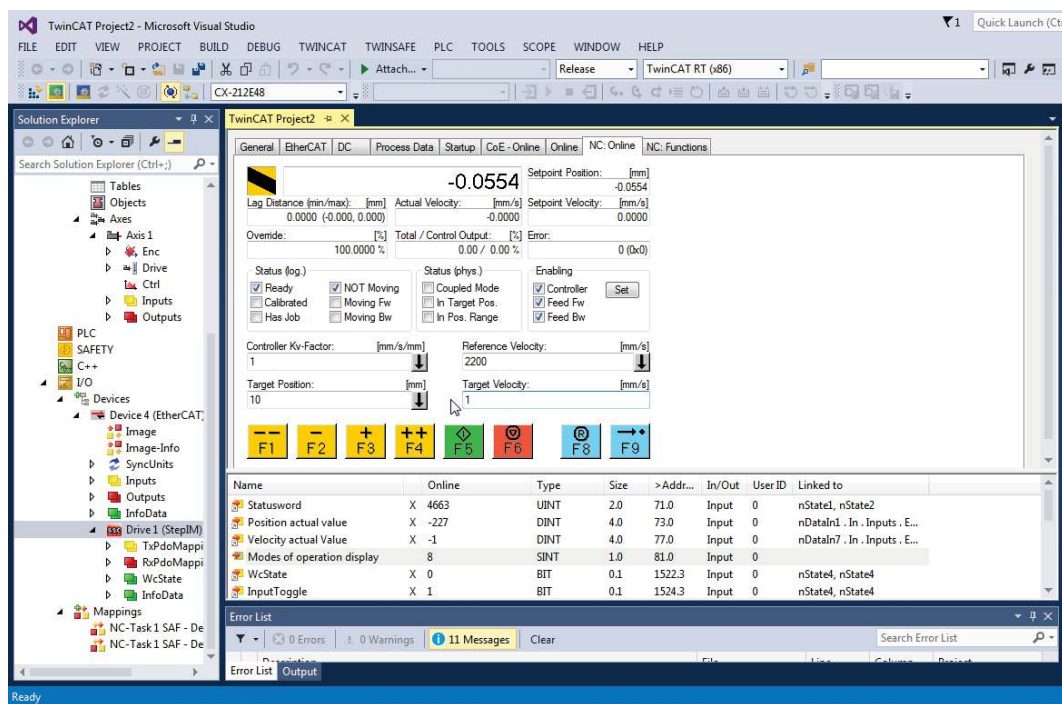 TwinCAT Project2 - Microsoft Visual Studio
1 Quick Launch (Ct
FILE EDIT VIEW PROJECT BUILD DEBUG TWINCAT TWINSAFE PLC TOOLS SCOPE WINDOW HELP
Attach... Release TwinCAT RT (x86)
CX-212E48
Solution Explorer
TwinCAT Project2
Search Solution Explorer (Ctrl+;)
Tables
Objects
Axes
Axis 1
Enc
Drive
Ctrl
Inputs
Outputs
PLC
SAFETY
C++
I/O
Devices
Device 4 (EtherCAT)
Image
Image-Info
SyncUnits
Inputs
Outputs
InfoData
Drive 1 (StepIM)
TxPdoMappi
RxPdoMappi
WcState
InfoData
Mappings
NC-Task 1 SAF - De
NC-Task 1 SAF - De
General EtherCAT DC Process Data Startup CoE - Online Online NC: Online NC: Functions
-0.0554
Setpoint Position: [mm]
-0.0554
Lag Distance (min/max): [mm] Actual Velocity: [mm/s] Setpoint Velocity: [mm/s]
0.0000 (-0.000, 0.000) -0.0000 0.0000
Override: [%] Total / Control Output: [%] Error:
100.0000 % 0.00 / 0.00 % 0 (0x0)
Status (log.) Status (phys.) Enabling
Ready NOT Moving Coupled Mode Controller Set
Calibrated Moving Fw In Target Pos. Feed Fw
Has Job Moving Bw In Pos. Range Feed Bw
Controller Kv-Factor: [mm/s/mm] Reference Velocity: [mm/s]
1 2200
Target Position: [mm] Target Velocity: [mm/s]
10 1
-- - + ++ R
F1 F2 F3 F4 F5 F6 F8 F9
Name Online Type Size >Addr... In/Out User ID Linked to
Statusword X 4663 UINT 2.0 71.0 Input 0 nState1, nState2
Position actual value X -227 DINT 4.0 73.0 Input 0 nDataIn1 . In . Inputs . E...
Velocity actual Value X -1 DINT 4.0 77.0 Input 0 nDataIn7 . In . Inputs . E...
Modes of operation display 8 SINT 1.0 81.0 Input 0
WcState X 0 BIT 0.1 1522.3 Input 0 nState4, nState4
InputToggle X 1 BIT 0.1 1524.3 Input 0 nState4, nState4
Error List
0 Errors 0 Warnings 11 Messages Clear Search Error List
Error List Output
Ready